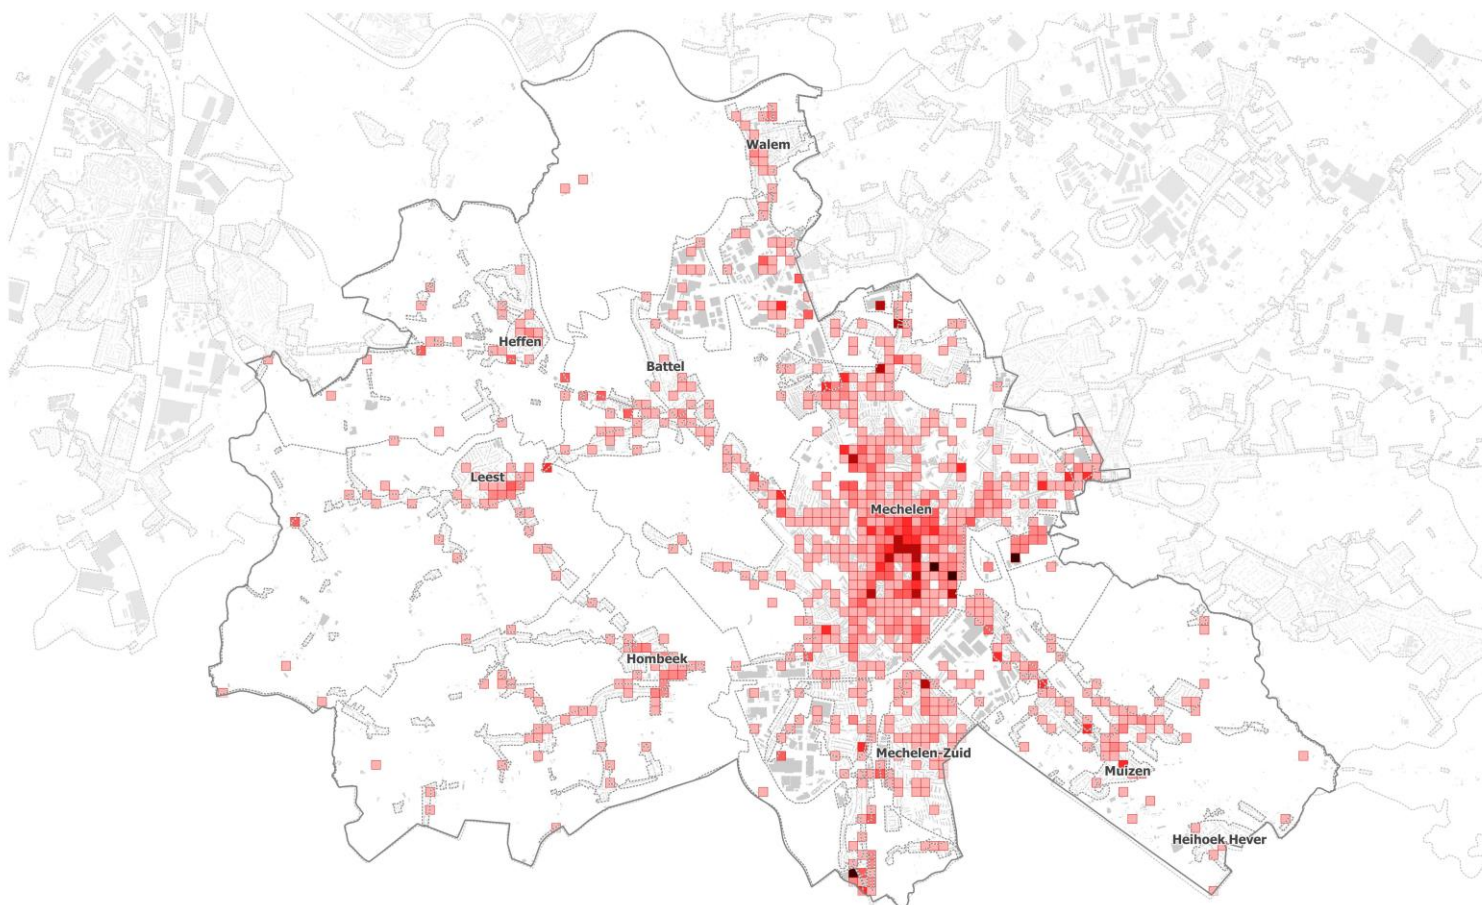 Walem
Heffen
Battel
Leest
Mechelen
Hombeek
Mechelen-Zuid
Muizen
Heihoek Hever